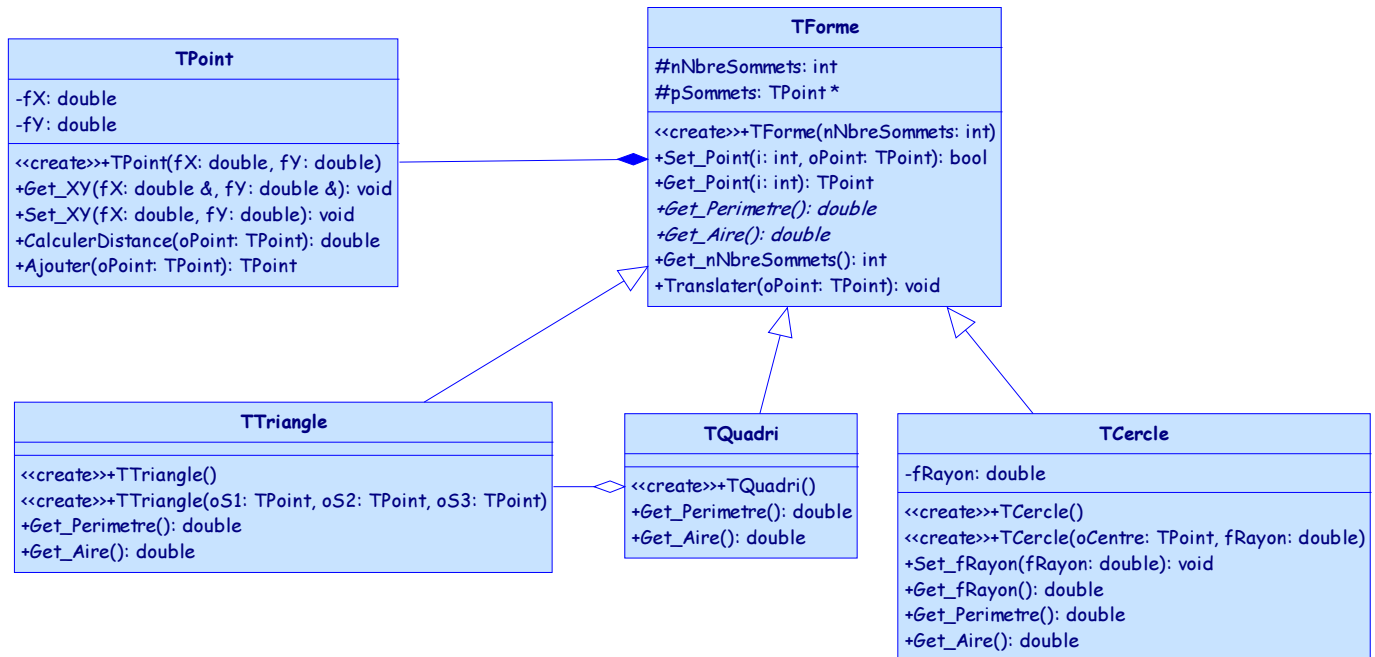 TPoint
-fX: double
-fY: double
<<create>>+TPoint(fX: double, fY: double)
+Get_XY(fX: double &, fY: double &): void
+Set_XY(fX: double, fY: double): void
+CalculerDistance(oPoint: TPoint): double
+Ajouter(oPoint: TPoint): TPoint
TForme
#nNbreSommets: int
#pSommets: TPoint *
<<create>>+TForme(nNbreSommets: int)
+Set_Point(i: int, oPoint: TPoint): bool
+Get_Point(i: int): TPoint
+Get_Perimetre(): double
+Get_Aire(): double
+Get_nNbreSommets(): int
+Translater(oPoint: TPoint): void
TTriangle
<<create>>+TTriangle()
<<create>>+TTriangle(oS1: TPoint, oS2: TPoint, oS3: TPoint)
+Get_Perimetre(): double
+Get_Aire(): double
TQuadri
<<create>>+TQuadri()
+Get_Perimetre(): double
+Get_Aire(): double
TCercle
-fRayon: double
<<create>>+TCercle()
<<create>>+TCercle(oCentre: TPoint, fRayon: double)
+Set_fRayon(fRayon: double): void
+Get_fRayon(): double
+Get_Perimetre(): double
+Get_Aire(): double